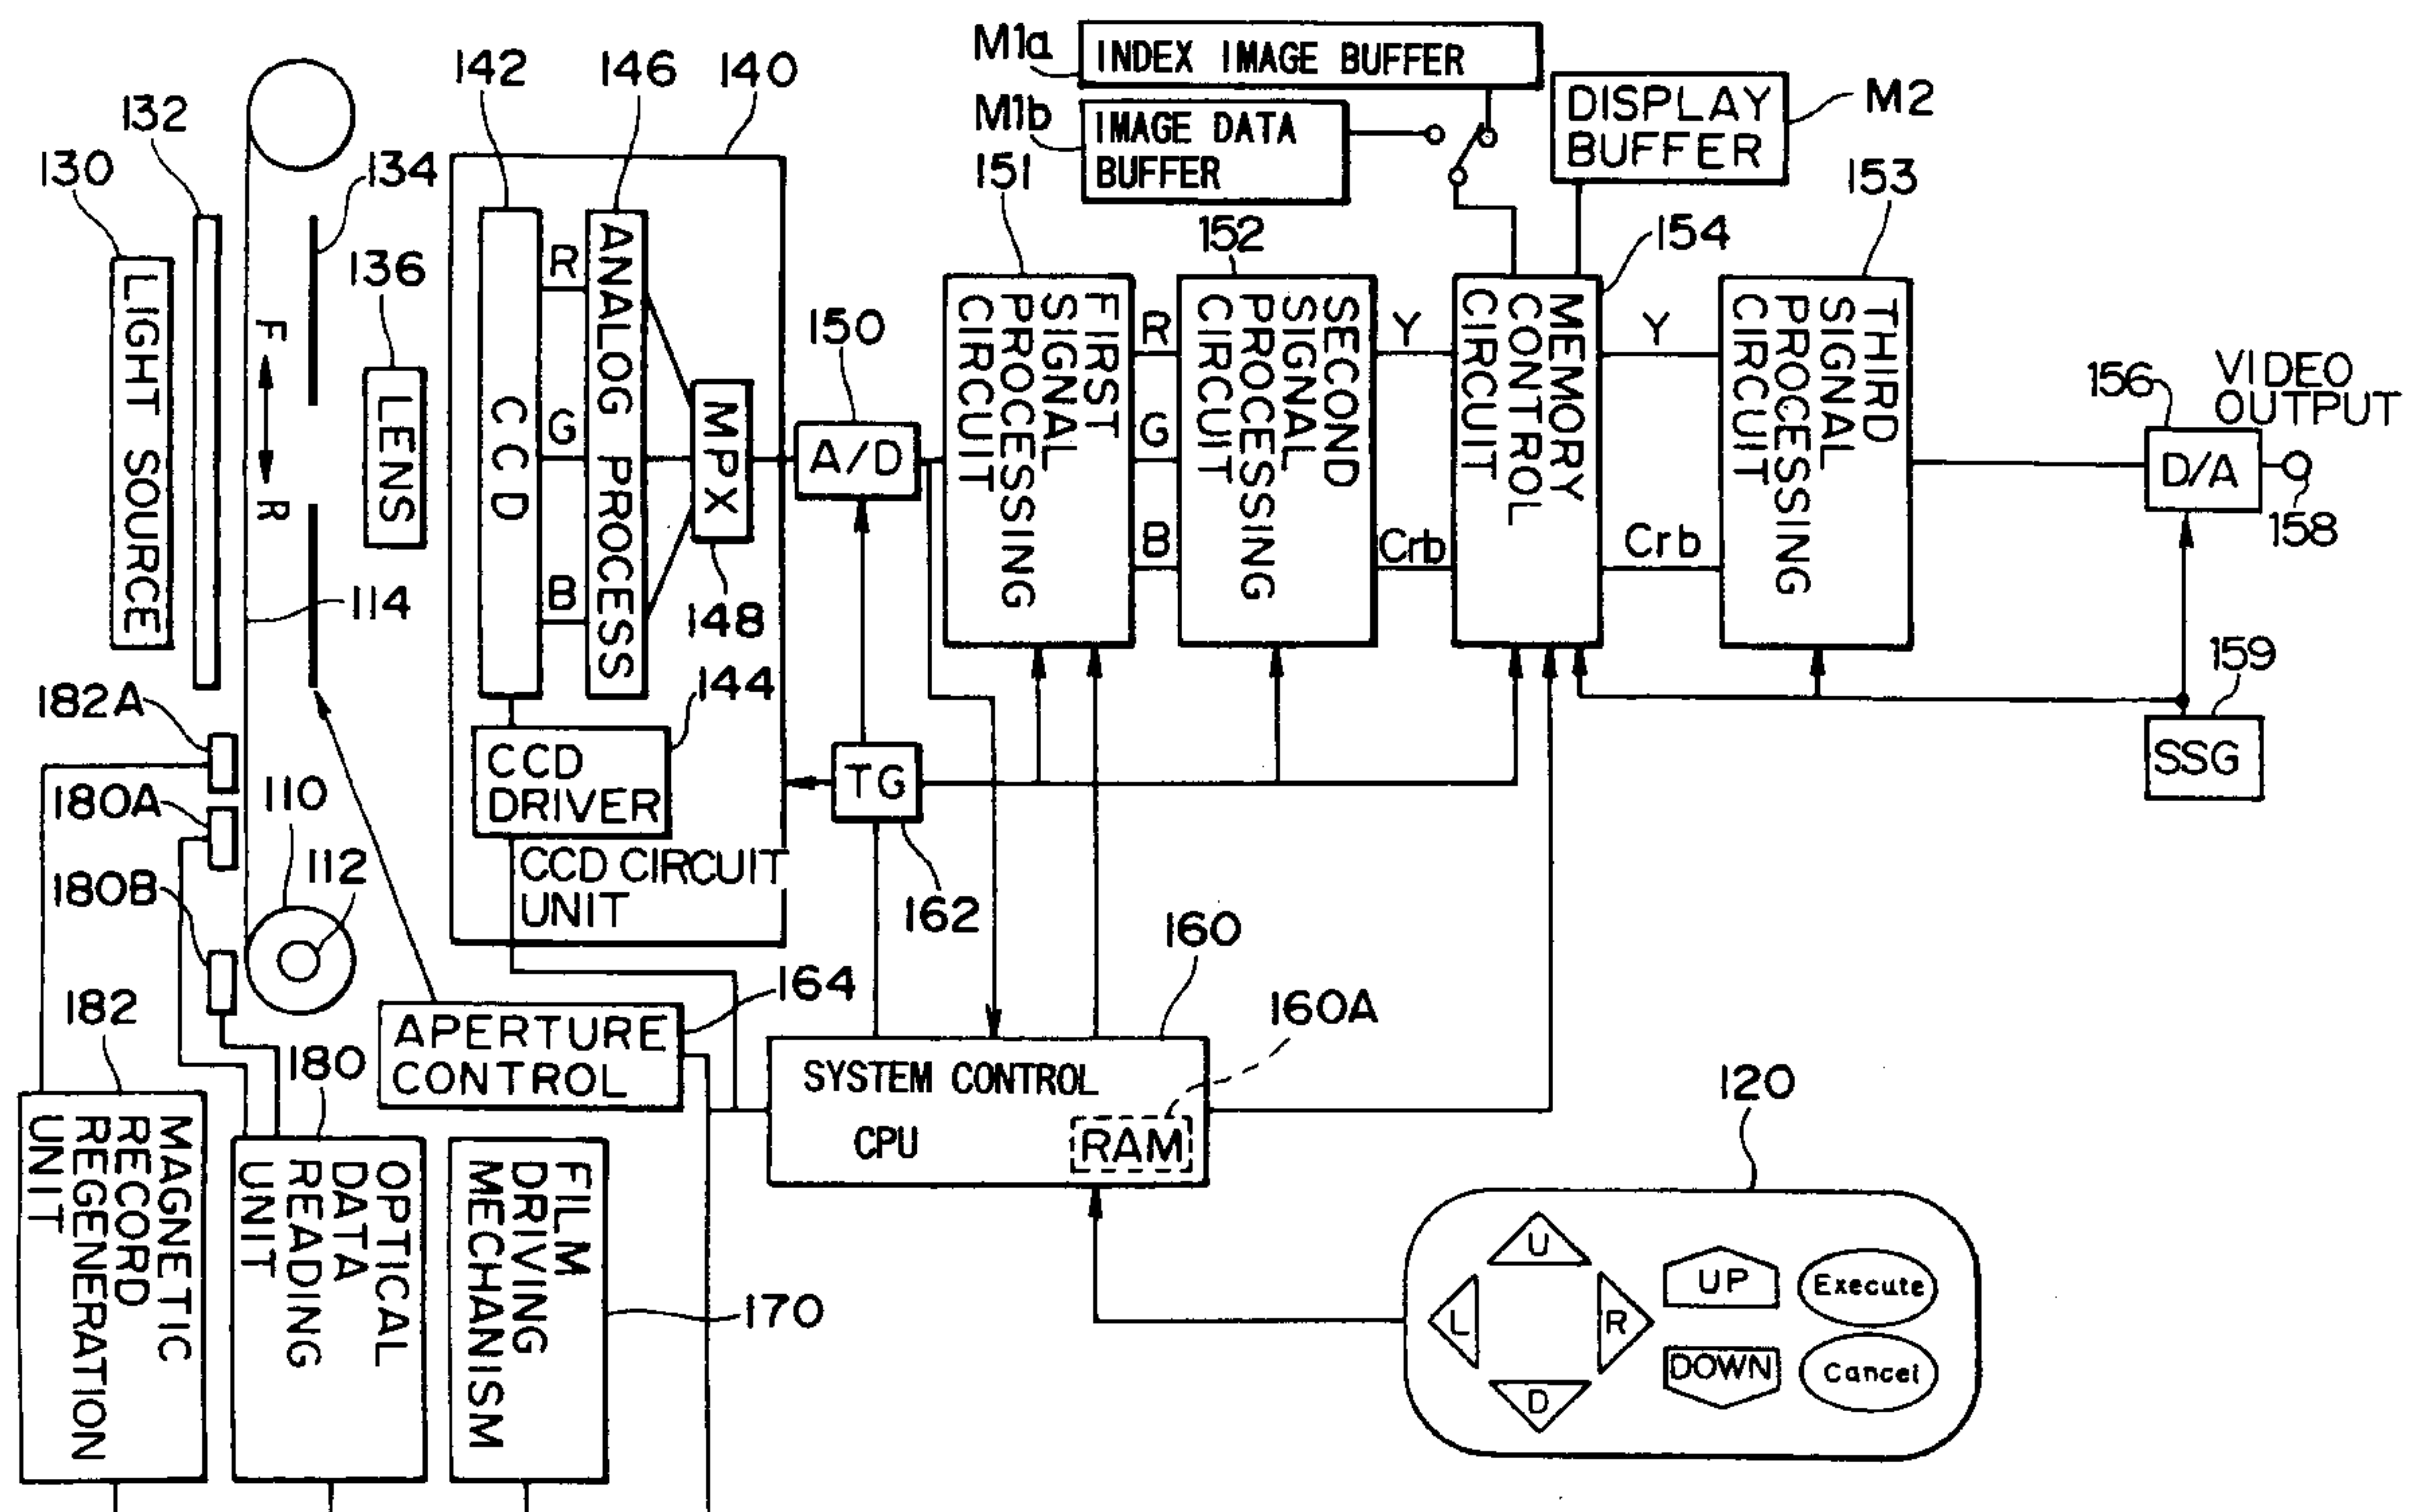 M1a
INDEX IMAGE BUFFER
142
146
140
M1b
IMAGE DATA
BUFFER
DISPLAY
BUFFER
M2
132
130
134
136
151
152
153
154
LIGHT SOURCE
F
R
LENS
CCD
R
G
B
ANALOG PROCESS
MPX
148
150
A/D
FIRST
SIGNAL
PROCESSING
CIRCUIT
R
G
B
SECOND
SIGNAL
PROCESSING
CIRCUIT
Y
Crb
MEMORY
CONTROL
CIRCUIT
Y
Crb
THIRD
SIGNAL
PROCESSING
CIRCUIT
156
VIDEO
OUTPUT
D/A
158
159
SSG
114
144
182A
180A
110
180B
112
CCD
DRIVER
CCD CIRCUIT
UNIT
TG
162
160
160A
164
182
180
APERTURE
CONTROL
SYSTEM CONTROL
CPU
RAM
120
MAGNETIC
RECORD
REGENERATION
UNIT
OPTICAL
DATA
READING
UNIT
FILM
DRIVING
MECHANISM
170
U
L
R
D
UP
DOWN
Execute
Cancel